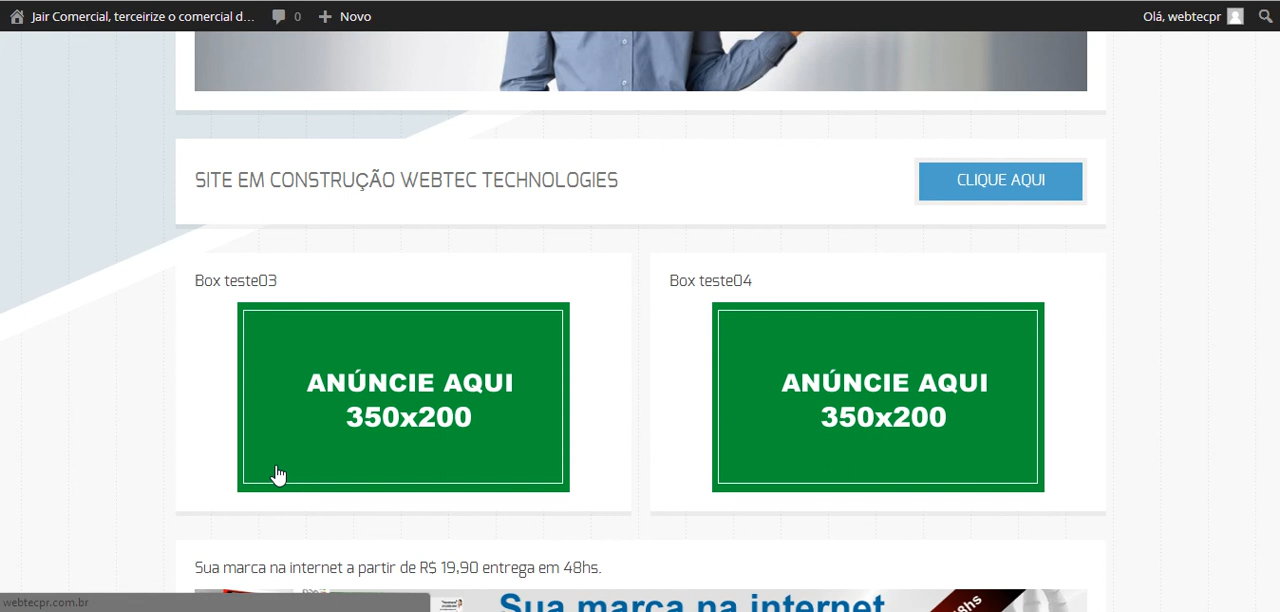 Jair Comercial, terceirize o comercial d... 0 Novo Olá, webtecpr
SITE EM CONSTRUÇÃO WEBTEC TECHNOLOGIES
CLIQUE AQUI
Box teste03
ANÚNCIE AQUI
350x200
Box teste04
ANÚNCIE AQUI
350x200
Sua marca na internet a partir de R$ 19,90 entrega em 48hs.
Sua marca na internet
48hs
webtecpr.com.br